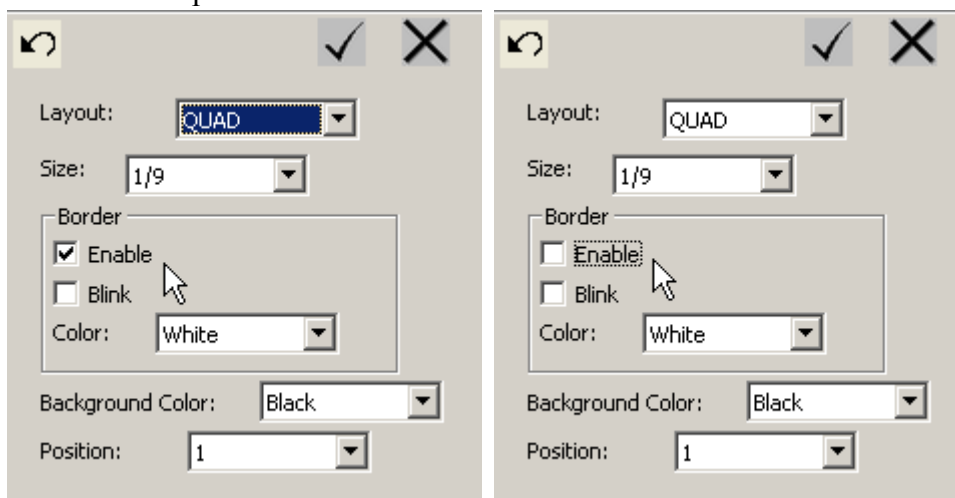 Layout: QUAD
Size: 1/9
Border
Enable
Blink
Color: White
Background Color: Black
Position: 1
Layout: QUAD
Size: 1/9
Border
Enable
Blink
Color: White
Background Color: Black
Position: 1